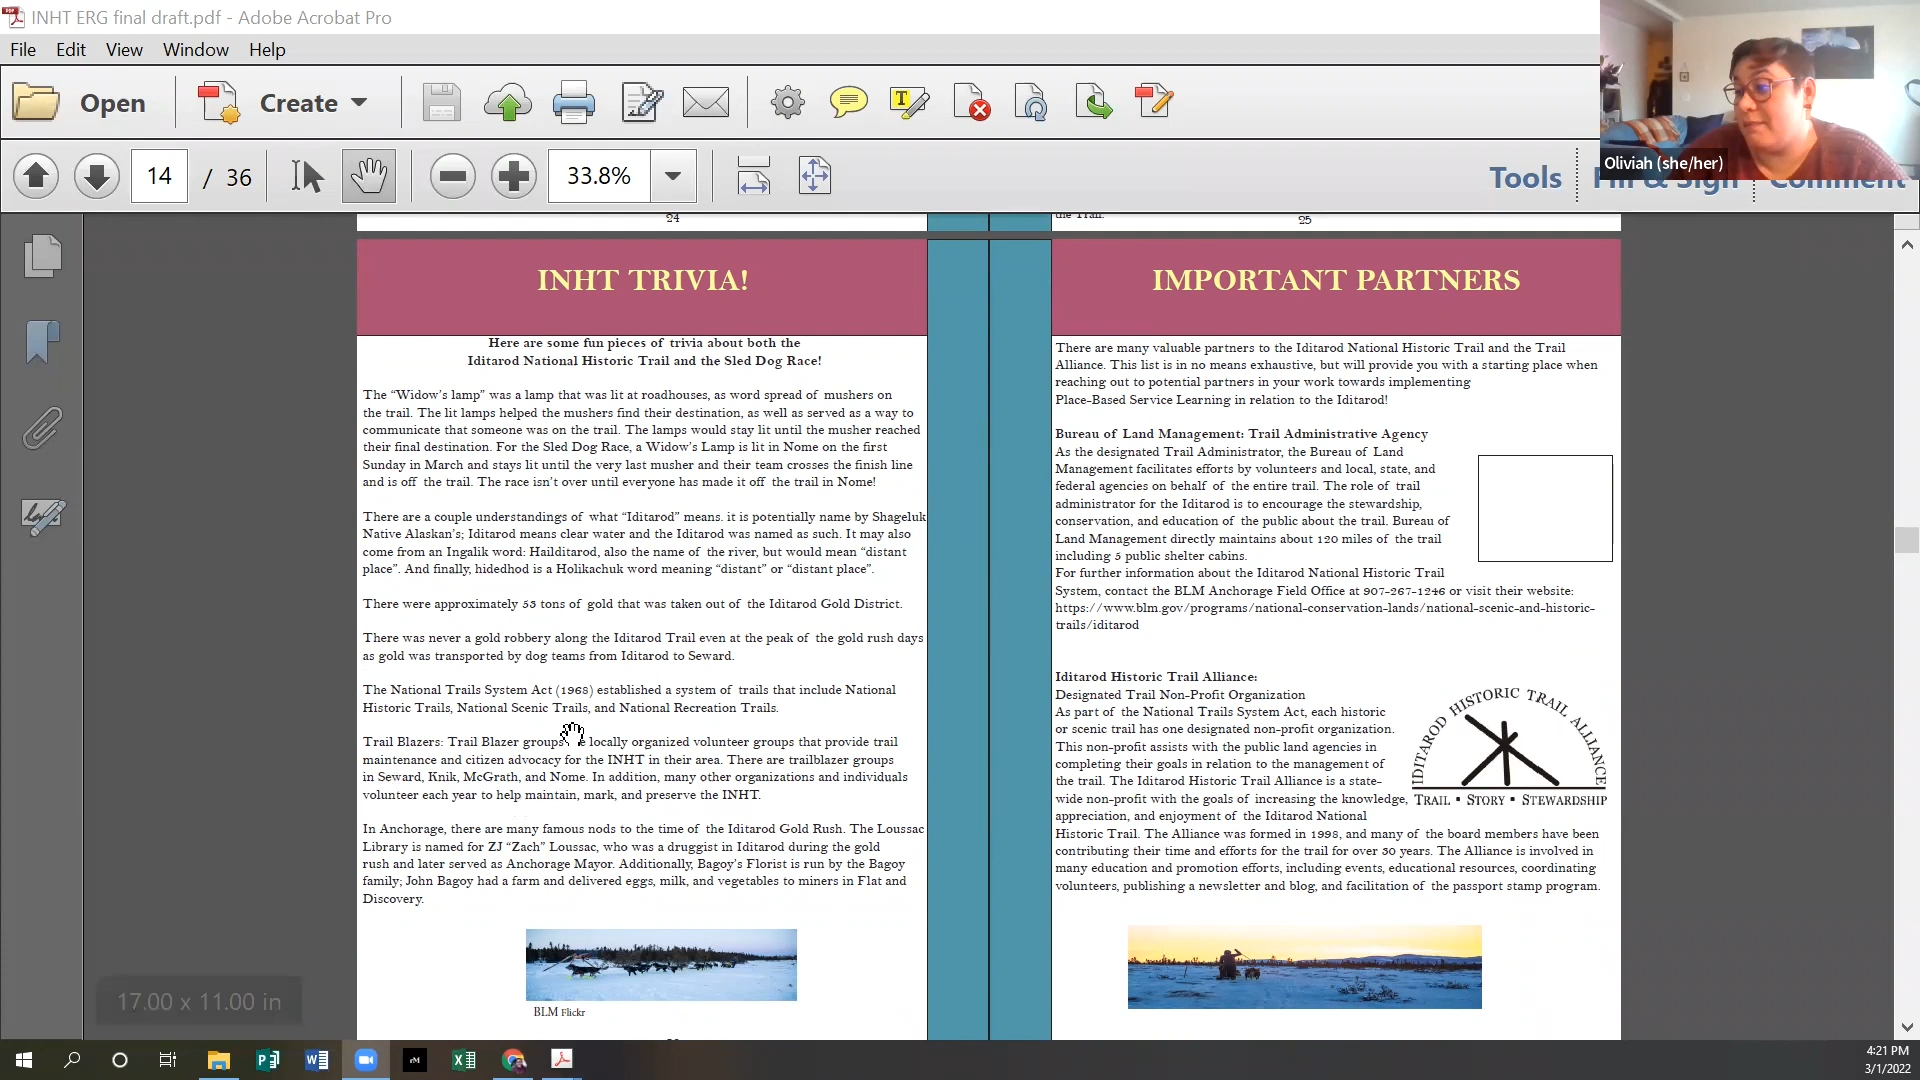 INHT ERG final draft.pdf - Adobe Acrobat Pro
File Edit View Window Help
Open Create
14 / 36 33.8% Tools Fill & Sign Comment
Oliviah (she/her)
24
the Trail.
25
INHT TRIVIA!
Here are some fun pieces of trivia about both the
Iditarod National Historic Trail and the Sled Dog Race!
The “Widow’s lamp” was a lamp that was lit at roadhouses, as word spread of mushers on
the trail. The lit lamps helped the mushers find their destination, as well as served as a way to
communicate that someone was on the trail. The lamps would stay lit until the musher reached
their final destination. For the Sled Dog Race, a Widow’s Lamp is lit in Nome on the first
Sunday in March and stays lit until the very last musher and their team crosses the finish line
and is off the trail. The race isn’t over until everyone has made it off the trail in Nome!
There are a couple understandings of what “Iditarod” means. it is potentially name by Shageluk
Native Alaskan’s; Iditarod means clear water and the Iditarod was named as such. It may also
come from an Ingalik word: Hailditarod, also the name of the river, but would mean “distant
place”. And finally, hidedhod is a Holikachuk word meaning “distant” or “distant place”.
There were approximately 53 tons of gold that was taken out of the Iditarod Gold District.
There was never a gold robbery along the Iditarod Trail even at the peak of the gold rush days
as gold was transported by dog teams from Iditarod to Seward.
The National Trails System Act (1968) established a system of trails that include National
Historic Trails, National Scenic Trails, and National Recreation Trails.
Trail Blazers: Trail Blazer groups locally organized volunteer groups that provide trail
maintenance and citizen advocacy for the INHT in their area. There are trailblazer groups
in Seward, Knik, McGrath, and Nome. In addition, many other organizations and individuals
volunteer each year to help maintain, mark, and preserve the INHT.
In Anchorage, there are many famous nods to the time of the Iditarod Gold Rush. The Loussac
Library is named for ZJ “Zach” Loussac, who was a druggist in Iditarod during the gold
rush and later served as Anchorage Mayor. Additionally, Bagoy’s Florist is run by the Bagoy
family; John Bagoy had a farm and delivered eggs, milk, and vegetables to miners in Flat and
Discovery.
BLM Flickr
IMPORTANT PARTNERS
There are many valuable partners to the Iditarod National Historic Trail and the Trail
Alliance. This list is in no means exhaustive, but will provide you with a starting place when
reaching out to potential partners in your work towards implementing
Place-Based Service Learning in relation to the Iditarod!
Bureau of Land Management: Trail Administrative Agency
As the designated Trail Administrator, the Bureau of Land
Management facilitates efforts by volunteers and local, state, and
federal agencies on behalf of the entire trail. The role of trail
administrator for the Iditarod is to encourage the stewardship,
conservation, and education of the public about the trail. Bureau of
Land Management directly maintains about 120 miles of the trail
including 5 public shelter cabins.
For further information about the Iditarod National Historic Trail
System, contact the BLM Anchorage Field Office at 907-267-1246 or visit their website:
https://www.blm.gov/programs/national-conservation-lands/national-scenic-and-historic-
trails/iditarod
Iditarod Historic Trail Alliance:
Designated Trail Non-Profit Organization
As part of the National Trails System Act, each historic
or scenic trail has one designated non-profit organization.
This non-profit assists with the public land agencies in
completing their goals in relation to the management of
the trail. The Iditarod Historic Trail Alliance is a state-
wide non-profit with the goals of increasing the knowledge,
appreciation, and enjoyment of the Iditarod National
Historic Trail. The Alliance was formed in 1998, and many of the board members have been
contributing their time and efforts for the trail for over 30 years. The Alliance is involved in
many education and promotion efforts, including events, educational resources, coordinating
volunteers, publishing a newsletter and blog, and facilitation of the passport stamp program.
IDITAROD HISTORIC TRAIL ALLIANCE
TRAIL ▪ STORY ▪ STEWARDSHIP
17.00 x 11.00 in
4:21 PM
3/1/2022